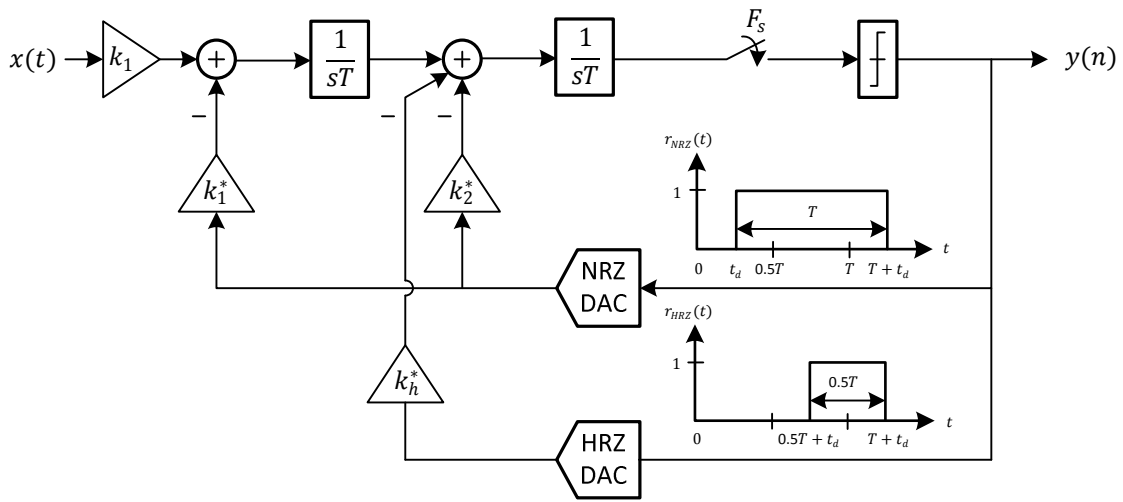 x(t)
k₁
+
1/sT
+
1/sT
Fₛ
y(n)
−
−
−
k₁*
k₂*
r_NRZ(t)
1
T
0
t_d
0.5T
T
T + t_d
t
NRZ
DAC
r_HRZ(t)
1
0.5T
0
0.5T + t_d
T + t_d
t
k_h*
HRZ
DAC